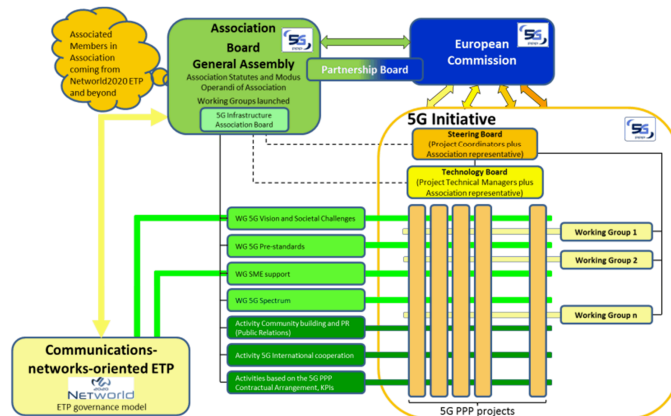 Associated
Members in
Association
coming from
Networld2020 ETP
and beyond
Association
Board
General Assembly
Association Statutes and Modus
Operandi of Association
Working Groups launched
5G Infrastructure
Association Board
5G
Partnership Board
European
Commission
5G
5G Initiative
5G
Steering Board
(Project Coordinators plus
Association representative)
Technology Board
(Project Technical Managers plus
Association representative)
WG 5G Vision and Societal Challenges
WG 5G Pre-standards
WG SME support
WG 5G Spectrum
Activity Community building and PR
(Public Relations)
Activity 5G International cooperation
Activities based on the 5G PPP
Contractual Arrangement, KPIs
Working Group 1
Working Group 2
Working Group n
5G PPP projects
Communications-
networks-oriented ETP
NETworld
ETP governance model